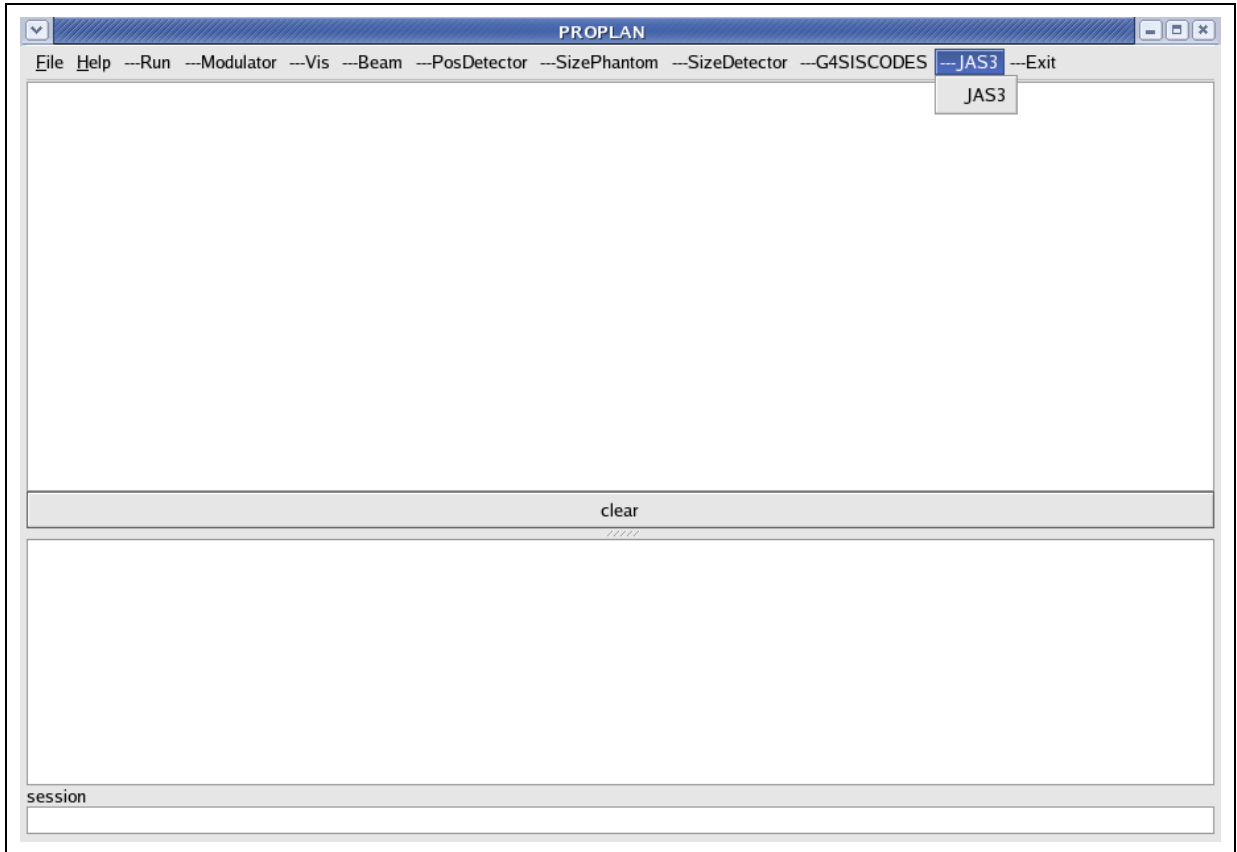 PROPLAN
File Help ---Run ---Modulator ---Vis ---Beam ---PosDetector ---SizePhantom ---SizeDetector ---G4SISCODES ---JAS3 ---Exit
JAS3
clear
session